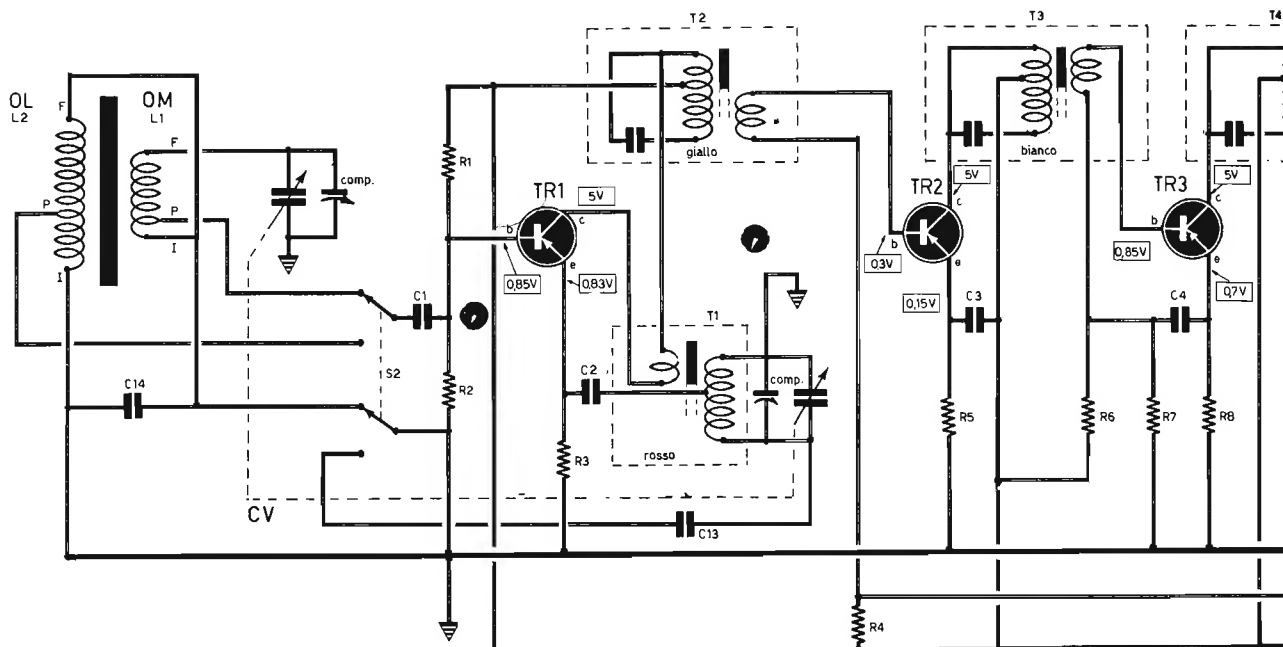 T2
T3
T4
OL
L2
F
P
I
OM
L1
F
P
I
comp.
R1
giallo
bianco
TR1
5V
b
c
e
0,85V
0,83V
TR2
5V
c
b
e
0,3V
0,15V
TR3
5V
c
b
e
0,85V
0,7V
C1
C3
C4
T1
C2
comp.
rosso
S2
C14
R2
R3
R5
R6
R7
R8
CV
C13
R4